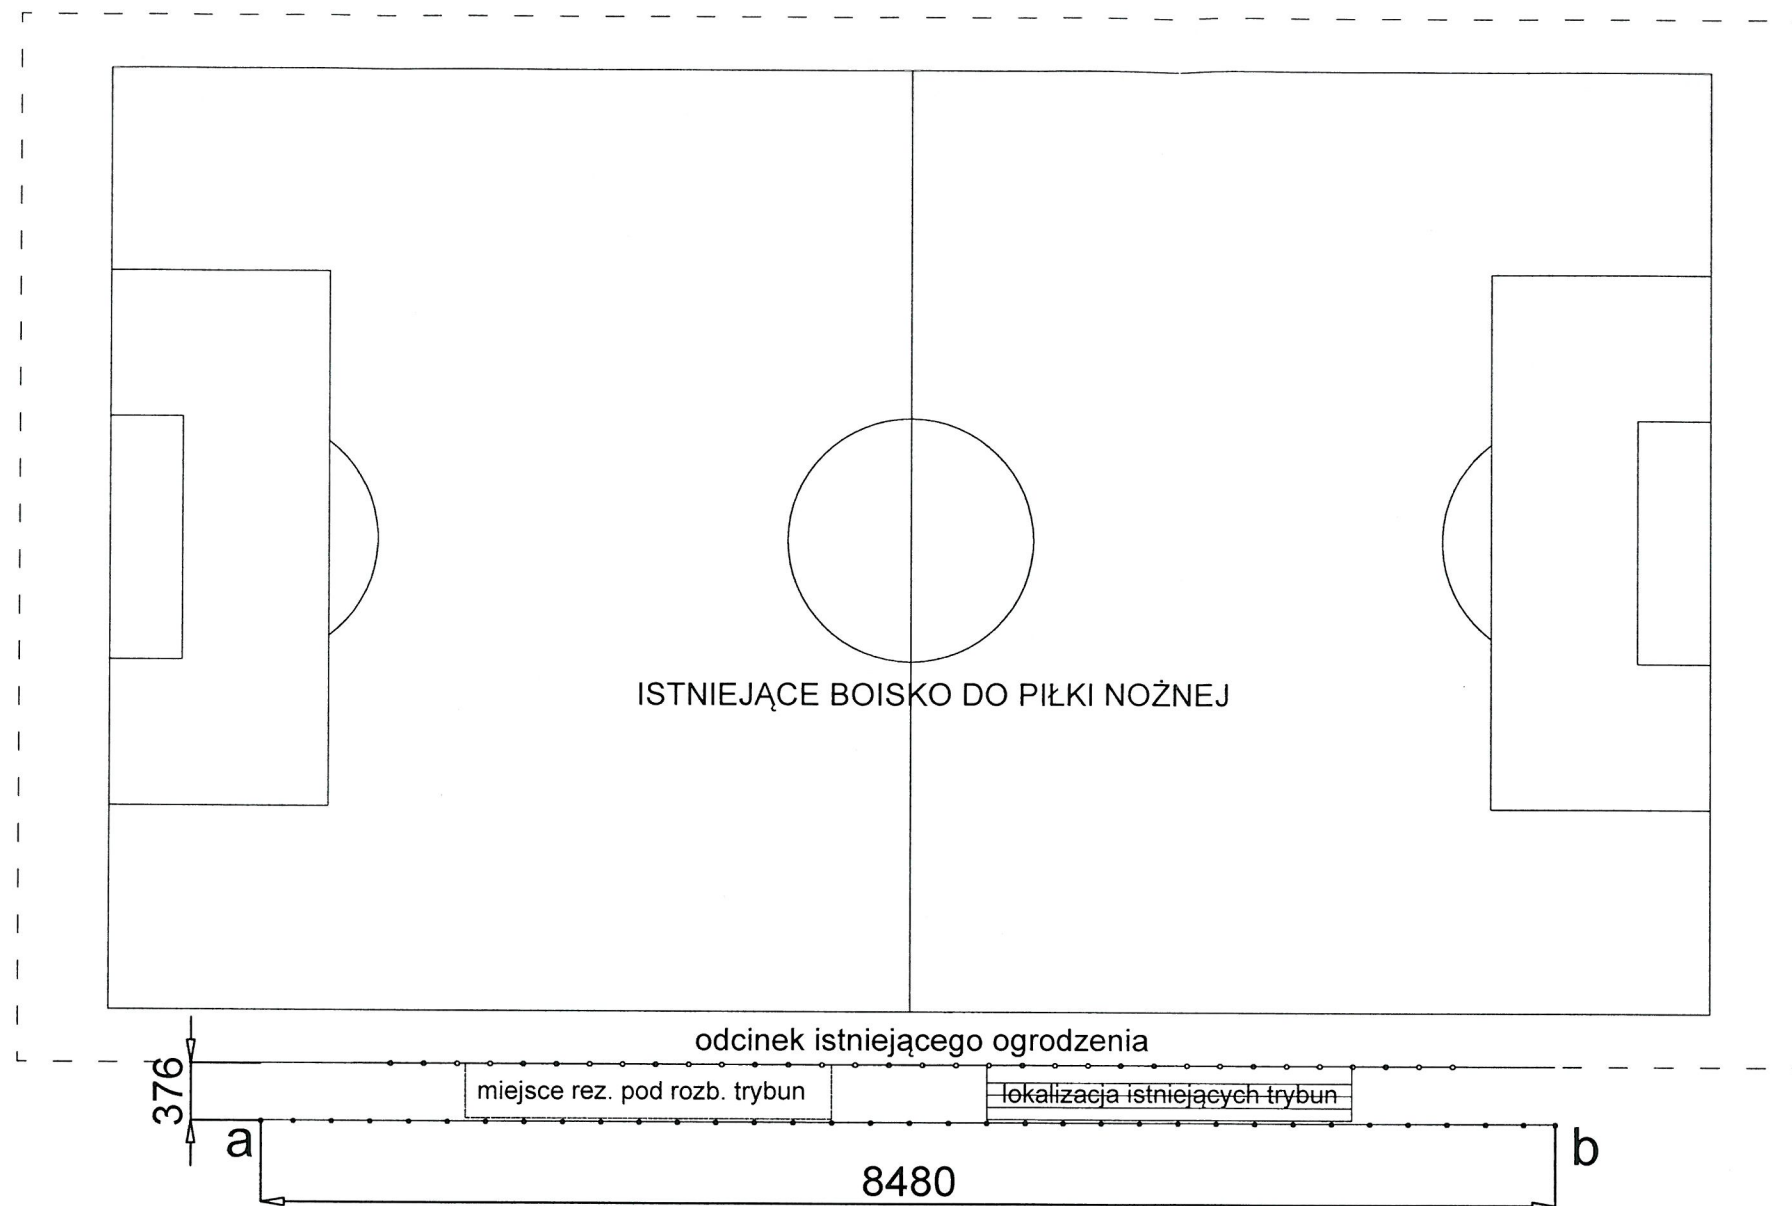 ISTNIEJĄCE BOISKO DO PIŁKI NOŻNEJ
odcinek istniejącego ogrodzenia
376
miejsce rez. pod rozb. trybun
lokalizacja istniejących trybun
a
b
8480